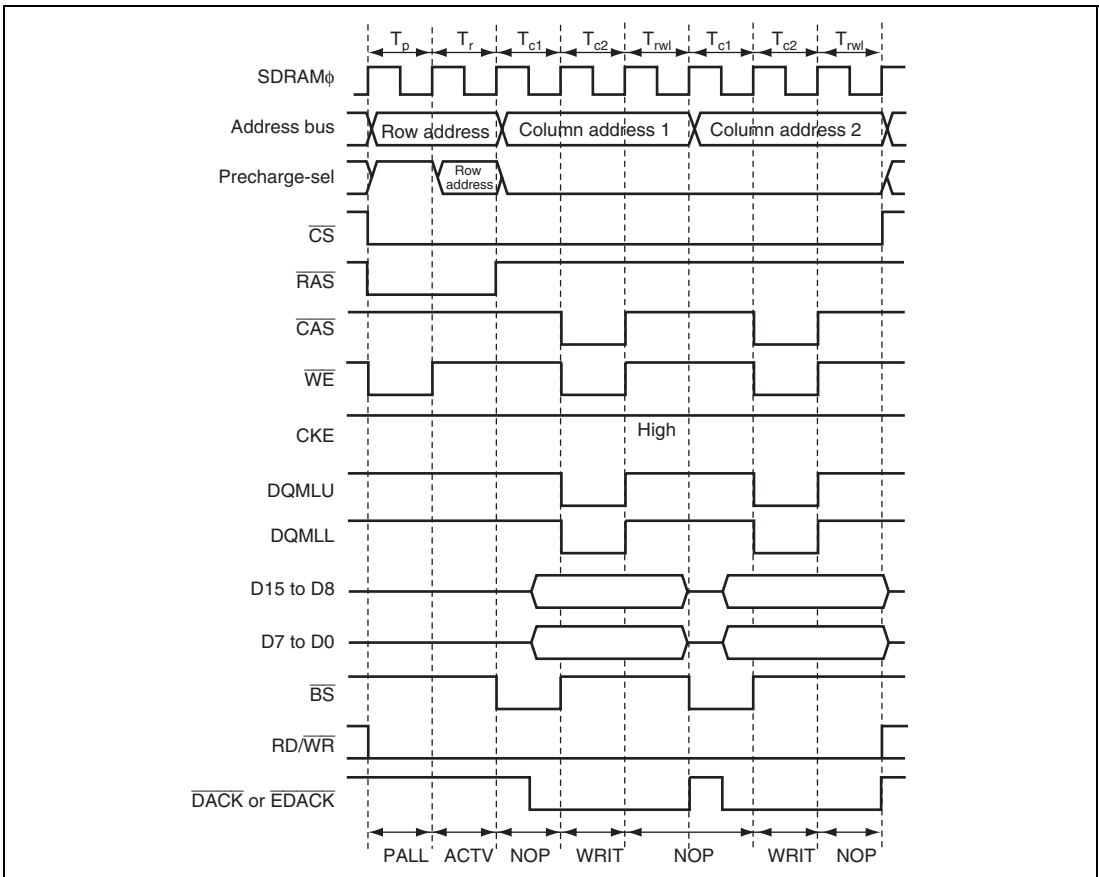 Tp Tr Tc1 Tc2 Trwl Tc1 Tc2 Trwl
SDRAMϕ
Address bus Row address Column address 1 Column address 2
Precharge-sel Row address
CS
RAS
CAS
WE
CKE High
DQMLU
DQMLL
D15 to D8
D7 to D0
BS
RD/WR
DACK or EDACK
PALL ACTV NOP WRIT NOP WRIT NOP